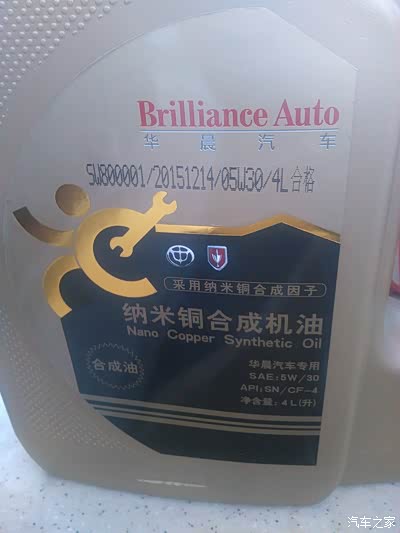 Brilliance Auto
华晨汽车
SW800001/20151214/05W30/4L合格
采用纳米铜合成因子
纳米铜合成机油
Nano Copper Synthetic Oil
合成油
华晨汽车专用
SAE:5W/30
API:SN/CF-4
净含量:4L(升)
汽车之家